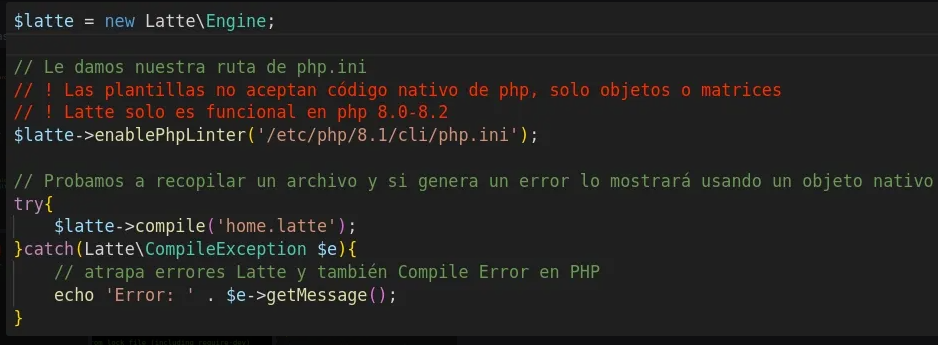 $latte = new Latte\Engine;
// Le damos nuestra ruta de php.ini
// ! Las plantillas no aceptan código nativo de php, solo objetos o matrices
// ! Latte solo es funcional en php 8.0-8.2
$latte->enablePhpLinter('/etc/php/8.1/cli/php.ini');
// Probamos a recopilar un archivo y si genera un error lo mostrará usando un objeto nativo
try{
    $latte->compile('home.latte');
}catch(Latte\CompileException $e){
    // atrapa errores Latte y también Compile Error en PHP
    echo 'Error: ' . $e->getMessage();
}